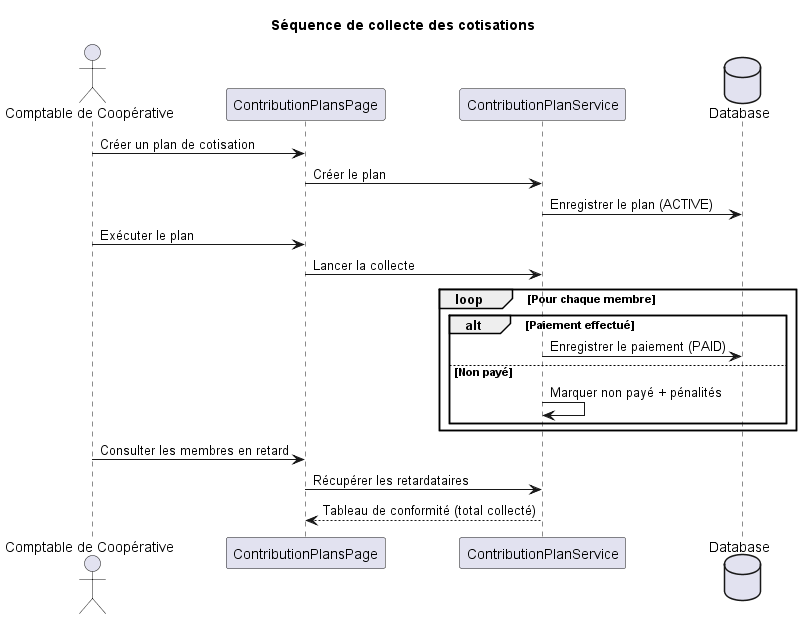 Séquence de collecte des cotisations
Comptable de Coopérative
ContributionPlansPage
ContributionPlanService
Database
Créer un plan de cotisation
Créer le plan
Enregistrer le plan (ACTIVE)
Exécuter le plan
Lancer la collecte
loop [Pour chaque membre]
alt [Paiement effectué]
Enregistrer le paiement (PAID)
[Non payé]
Marquer non payé + pénalités
Consulter les membres en retard
Récupérer les retardataires
Tableau de conformité (total collecté)
Comptable de Coopérative
ContributionPlansPage
ContributionPlanService
Database